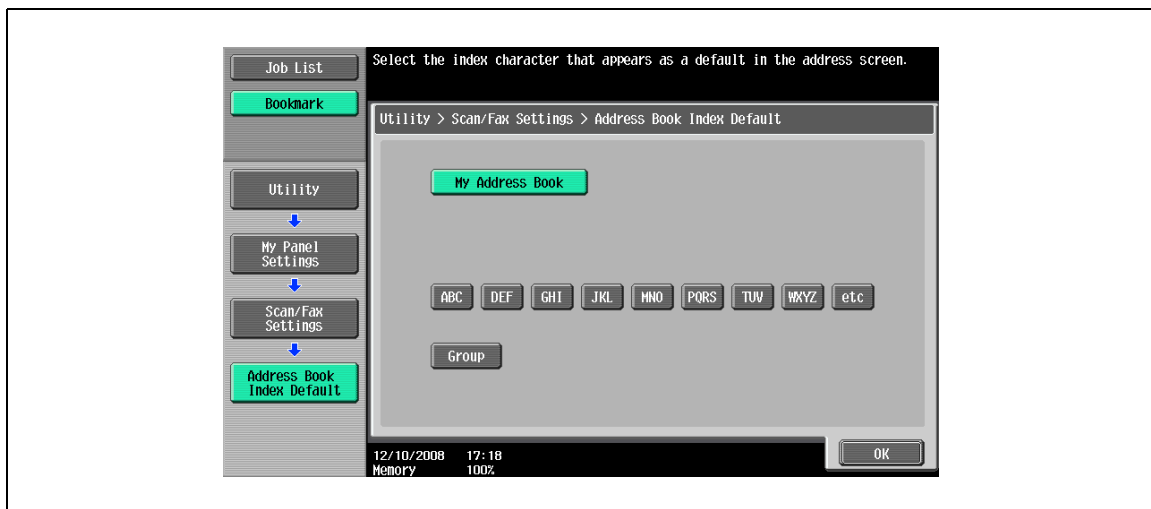 Job List
Bookmark
Select the index character that appears as a default in the address screen.
Utility > Scan/Fax Settings > Address Book Index Default
Utility
My Panel
Settings
Scan/Fax
Settings
Address Book
Index Default
My Address Book
ABC DEF GHI JKL MNO PQRS TUV WXYZ etc
Group
12/10/2008 17:18
Memory 100%
OK